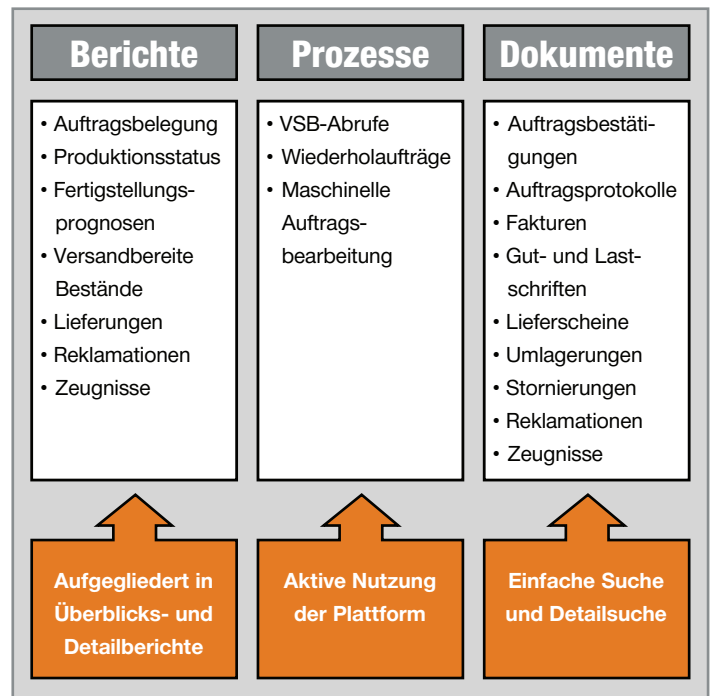 Berichte
• Auftragsbelegung
• Produktionsstatus
• Fertigstellungs-
prognosen
• Versandbereite
Bestände
• Lieferungen
• Reklamationen
• Zeugnisse
Aufgegliedert in
Überblicks- und
Detailberichte
Prozesse
• VSB-Abrufe
• Wiederholaufträge
• Maschinelle
Auftrags-
bearbeitung
Aktive Nutzung
der Plattform
Dokumente
• Auftragsbestäti-
gungen
• Auftragsprotokolle
• Fakturen
• Gut- und Last-
schriften
• Lieferscheine
• Umlagerungen
• Stornierungen
• Reklamationen
• Zeugnisse
Einfache Suche
und Detailsuche